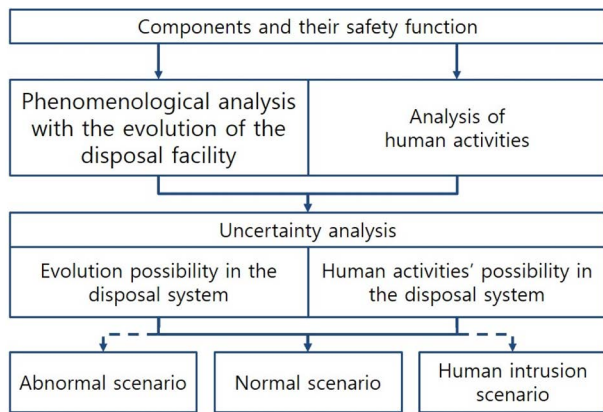 Components and their safety function
Phenomenological analysis
with the evolution of the
disposal facility
Analysis of
human activities
Uncertainty analysis
Evolution possibility in the
disposal system
Human activities' possibility in
the disposal system
Abnormal scenario
Normal scenario
Human intrusion
scenario